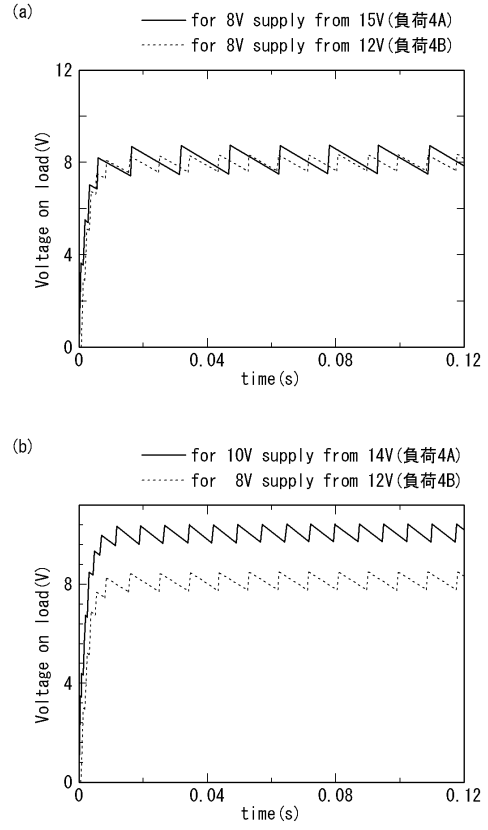 (a)
for 8V supply from 15V(負荷4A)
for 8V supply from 12V(負荷4B)
12
8
4
0
Voltage on load(V)
0 0.04 0.08 0.12
time(s)
(b)
for 10V supply from 14V(負荷4A)
for 8V supply from 12V(負荷4B)
8
4
0
Voltage on load(V)
0 0.04 0.08 0.12
time(s)